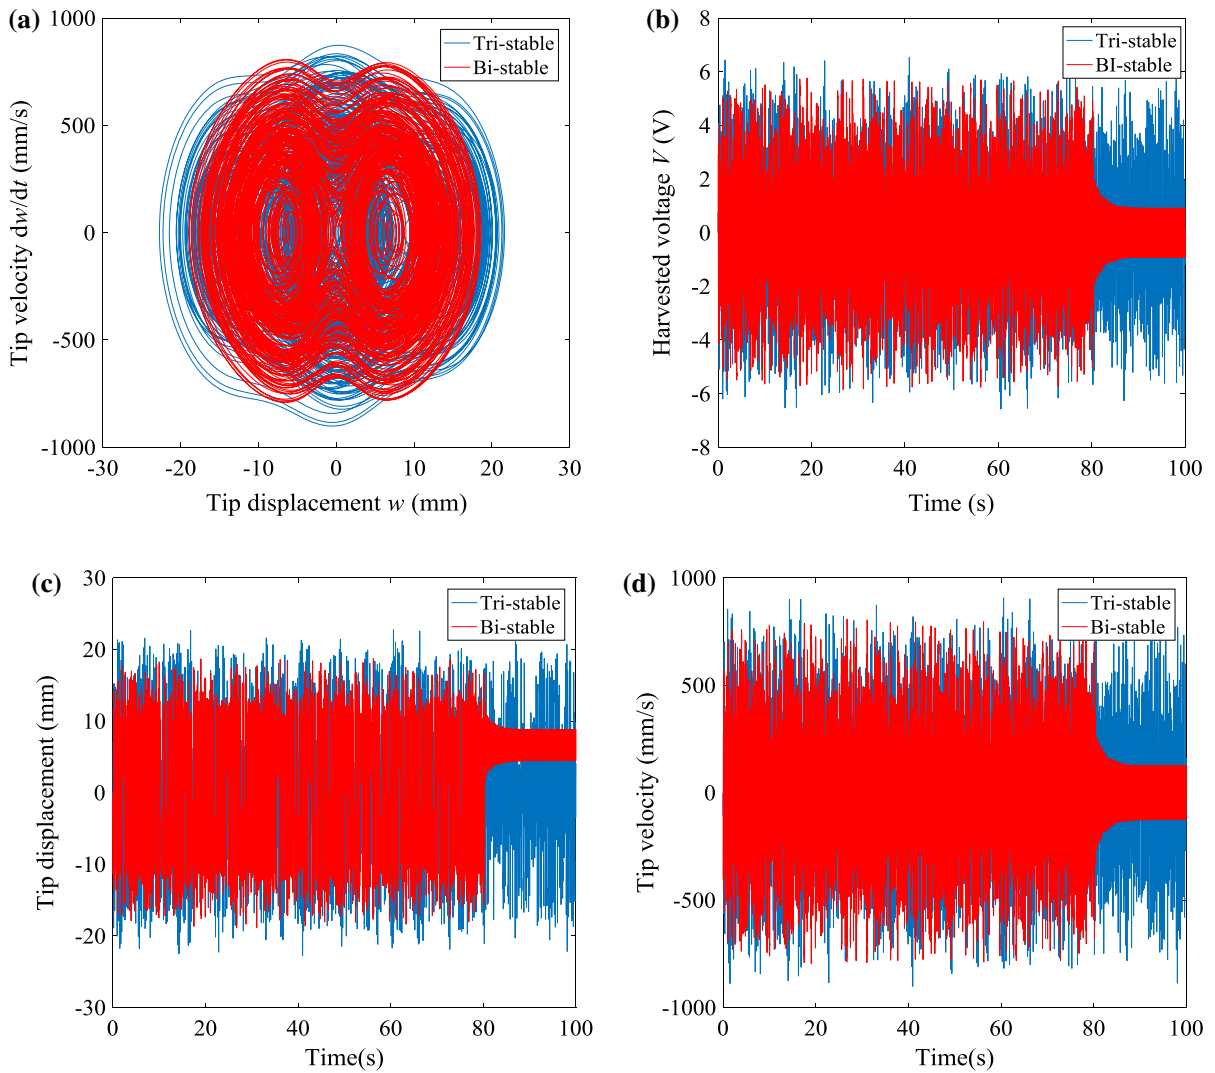 (a)
1000
500
0
-500
-1000
Tip velocity dw/dt (mm/s)
Tri-stable
Bi-stable
-30 -20 -10 0 10 20 30
Tip displacement w (mm)
(b)
8
6
4
2
0
-2
-4
-6
-8
Harvested voltage V (V)
Tri-stable
BI-stable
0 20 40 60 80 100
Time (s)
(c)
30
20
10
0
-10
-20
-30
Tip displacement (mm)
Tri-stable
Bi-stable
0 20 40 60 80 100
Time(s)
(d)
1000
500
0
-500
-1000
Tip velocity (mm/s)
Tri-stable
Bi-stable
0 20 40 60 80 100
Time(s)